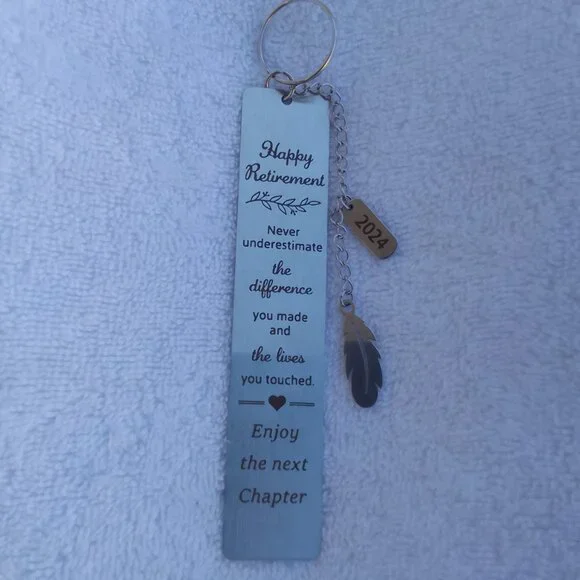 Happy
Retirement
Never
underestimate
the
difference
you made
and
the lives
you touched.
Enjoy
the next
Chapter
2024